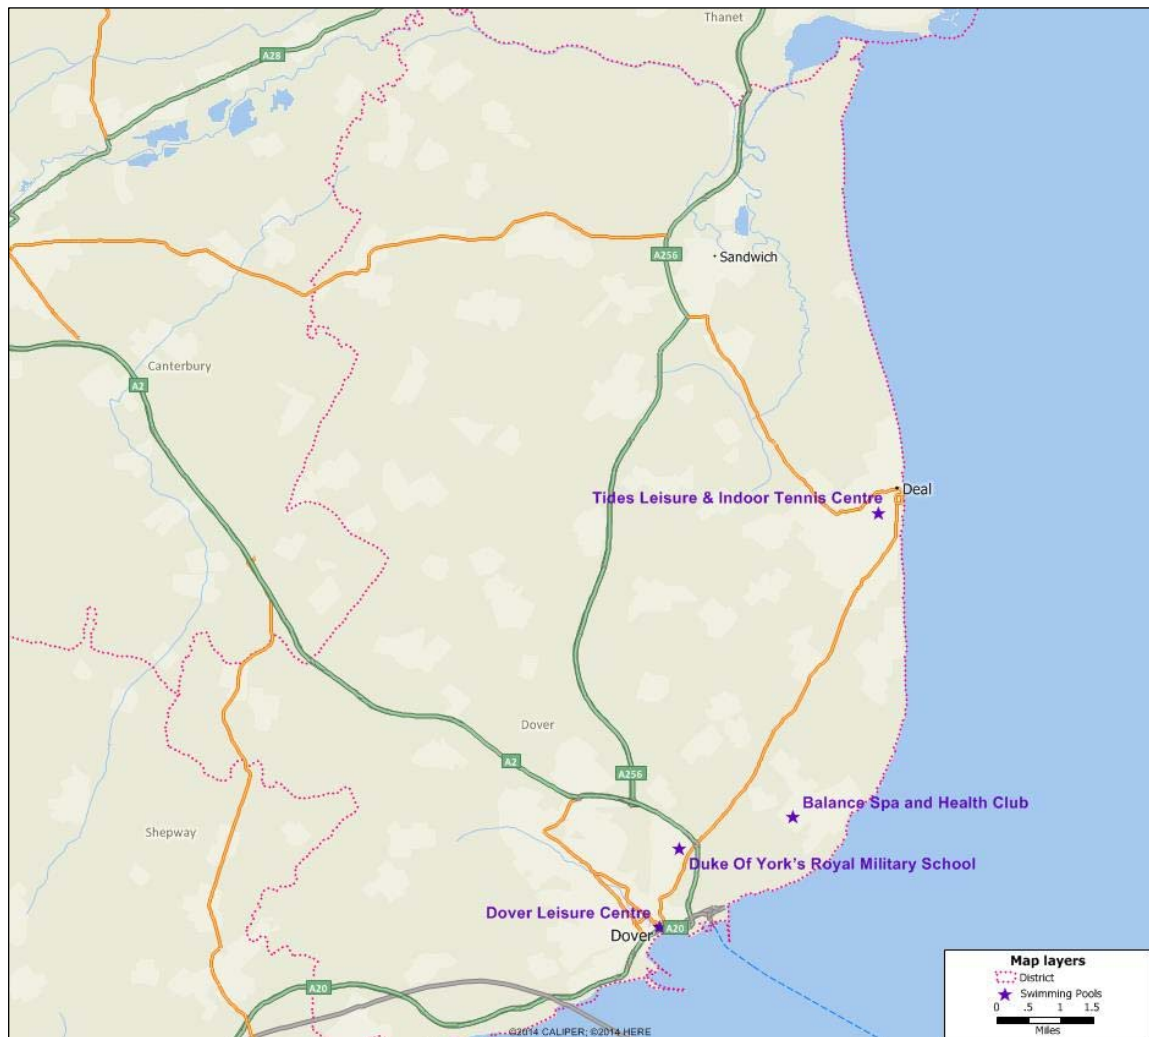 Thanet
A28
A256
Sandwich
Canterbury
A2
Deal
Tides Leisure & Indoor Tennis Centre
Dover
A2
A256
Balance Spa and Health Club
Shepway
Duke Of York's Royal Military School
Dover Leisure Centre
A20
Dover
A20
Map layers
District
Swimming Pools
0 .5 1 1.5
Miles
©2014 CALIPER; ©2014 HERE